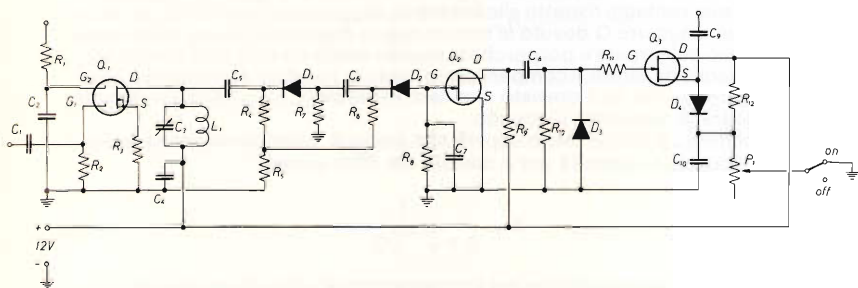 C9
Q3
D
G
S
R11
C8
Q2
D
G
S
D2
C6
D1
C5
Q1
D
G2
G1
S
R1
C2
C1
R2
R3
C3
L1
C4
R4
R5
R7
R6
R8
C7
R9
R10
D3
D4
R12
C10
P1
on
off
+
12V
-